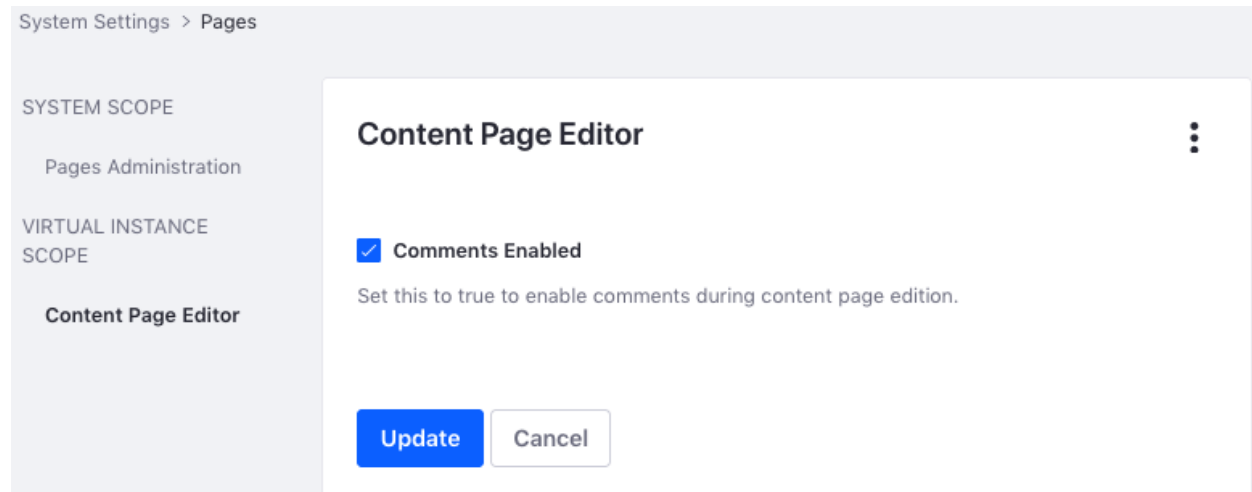 System Settings > Pages
SYSTEM SCOPE
Pages Administration
VIRTUAL INSTANCE
SCOPE
Content Page Editor
Content Page Editor
Comments Enabled
Set this to true to enable comments during content page edition.
Update Cancel